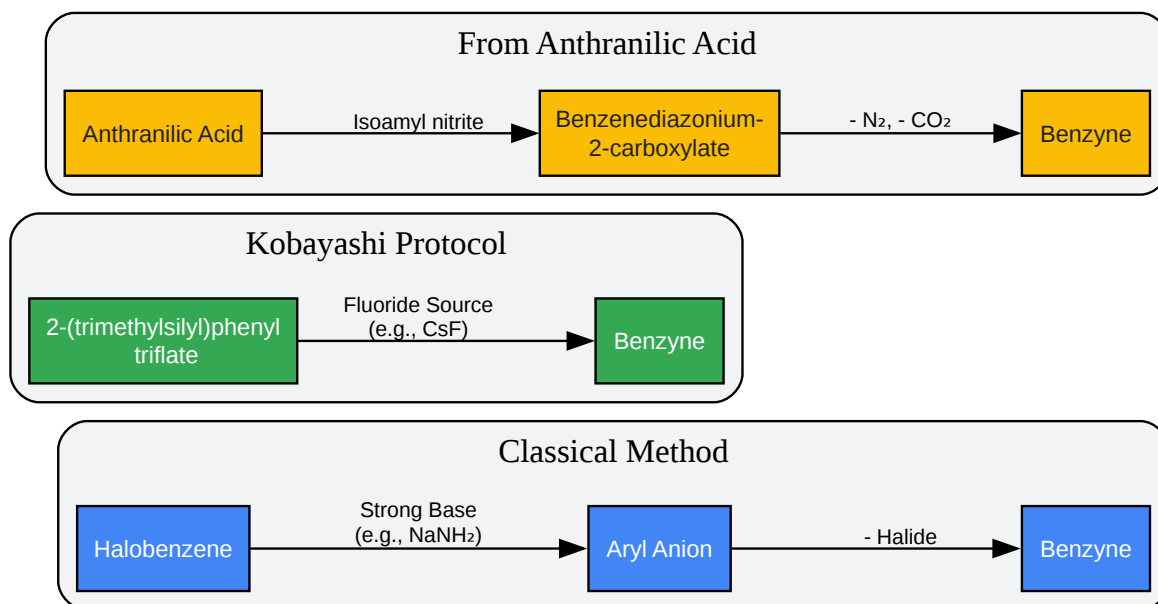 From Anthranilic Acid
Anthranilic Acid
Isoamyl nitrite
Benzenediazonium-
2-carboxylate
- N₂, - CO₂
Benzyne
Kobayashi Protocol
2-(trimethylsilyl)phenyl
triflate
Fluoride Source
(e.g., CsF)
Benzyne
Classical Method
Halobenzene
Strong Base
(e.g., NaNH₂)
Aryl Anion
- Halide
Benzyne